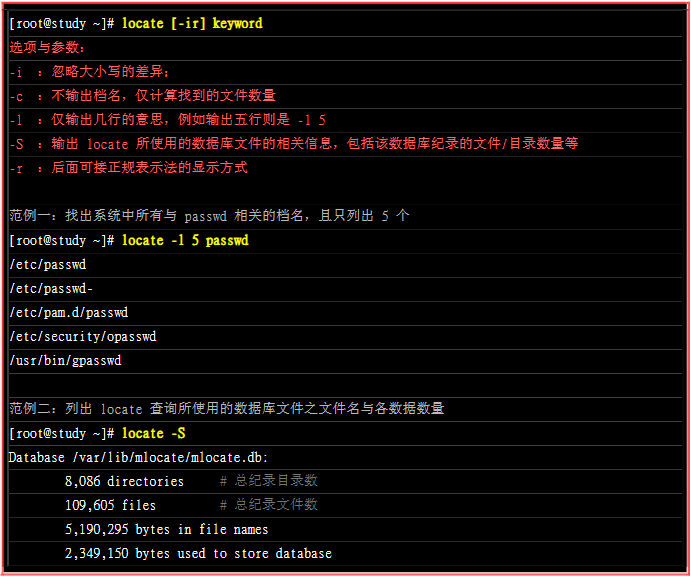 [root@study ~]# locate [-ir] keyword
选项与参数：
-i  ：忽略大小写的差异；
-c  ：不输出档名，仅计算找到的文件数量
-l  ：仅输出几行的意思，例如输出五行则是 -l 5
-S  ：输出 locate 所使用的数据库文件的相关信息，包括该数据库纪录的文件/目录数量等
-r  ：后面可接正规表示法的显示方式
范例一：找出系统中所有与 passwd 相关的档名，且只列出 5 个
[root@study ~]# locate -l 5 passwd
/etc/passwd
/etc/passwd-
/etc/pam.d/passwd
/etc/security/opasswd
/usr/bin/gpasswd
范例二：列出 locate 查询所使用的数据库文件之文件名与各数据数量
[root@study ~]# locate -S
Database /var/lib/mlocate/mlocate.db:
8,086 directories     # 总纪录目录数
109,605 files         # 总纪录文件数
5,190,295 bytes in file names
2,349,150 bytes used to store database